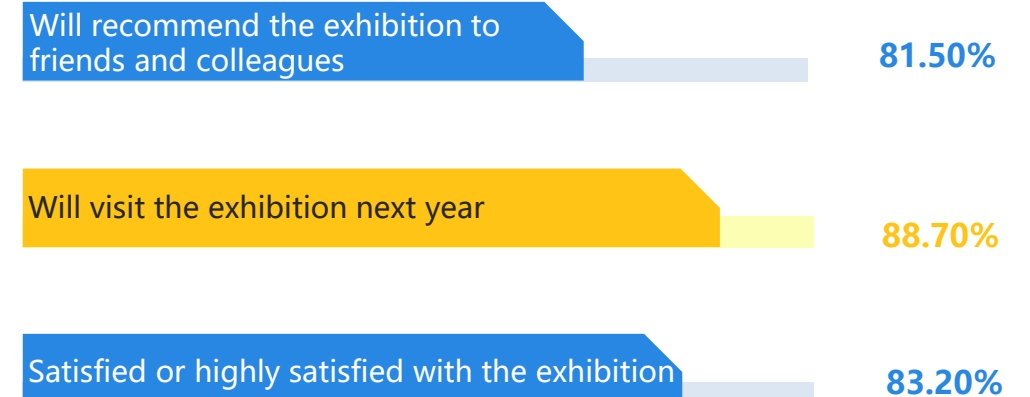 Will recommend the exhibition to
friends and colleagues
81.50%
Will visit the exhibition next year
88.70%
Satisfied or highly satisfied with the exhibition
83.20%